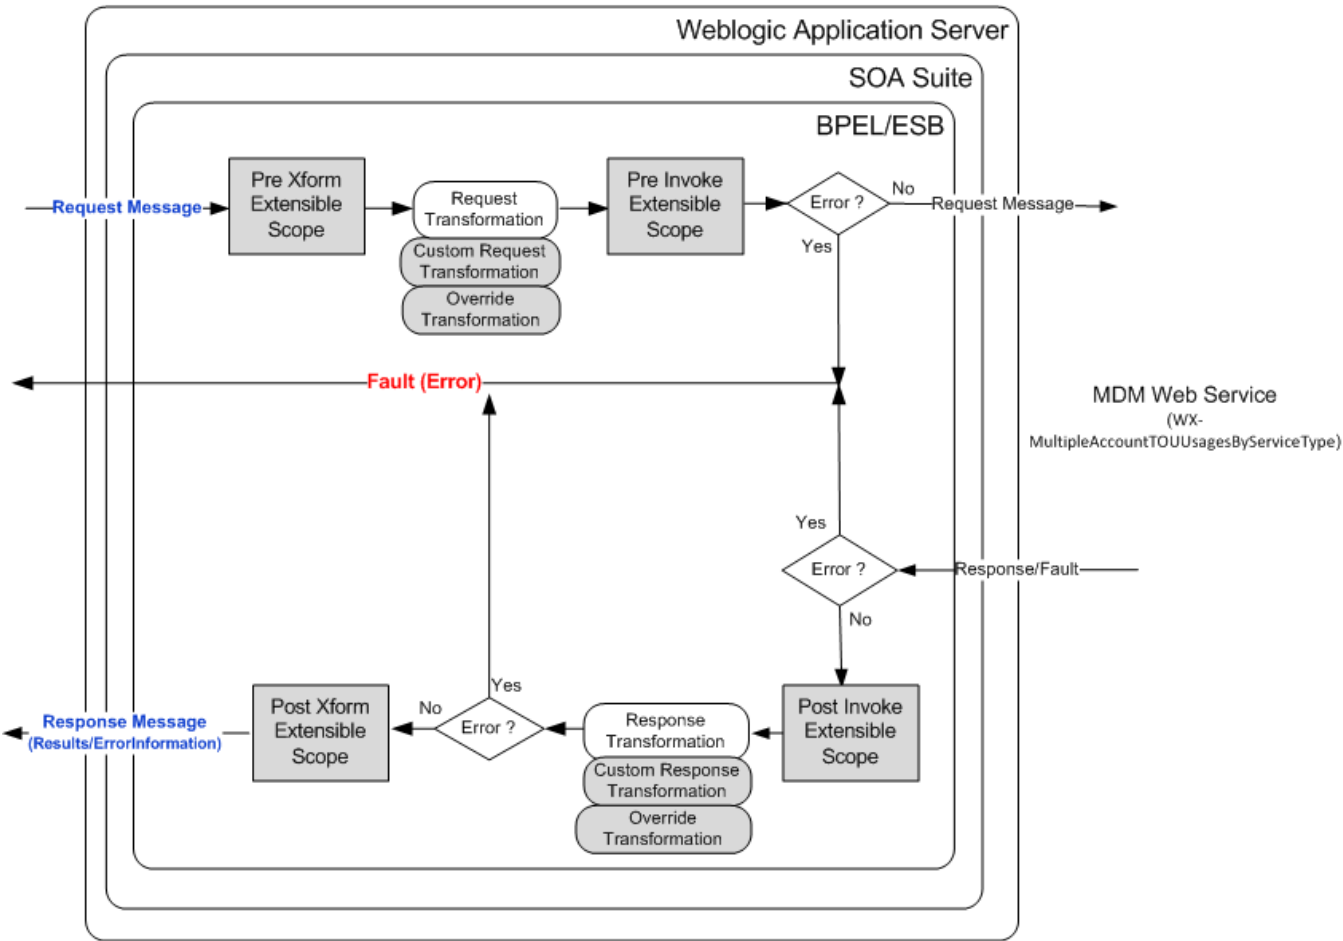 Weblogic Application Server
SOA Suite
BPEL/ESB
Request Message
Pre Xform
Extensible
Scope
Request
Transformation
Custom Request
Transformation
Override
Transformation
Pre Invoke
Extensible
Scope
Error ?
No
Request Message
Yes
Fault (Error)
MDM Web Service
(WX-
MultipleAccountTOUUsagesByServiceType)
Yes
Error ?
Response/Fault
No
Response Message
(Results/ErrorInformation)
Post Xform
Extensible
Scope
No
Yes
Error ?
Response
Transformation
Custom Response
Transformation
Override
Transformation
Post Invoke
Extensible
Scope